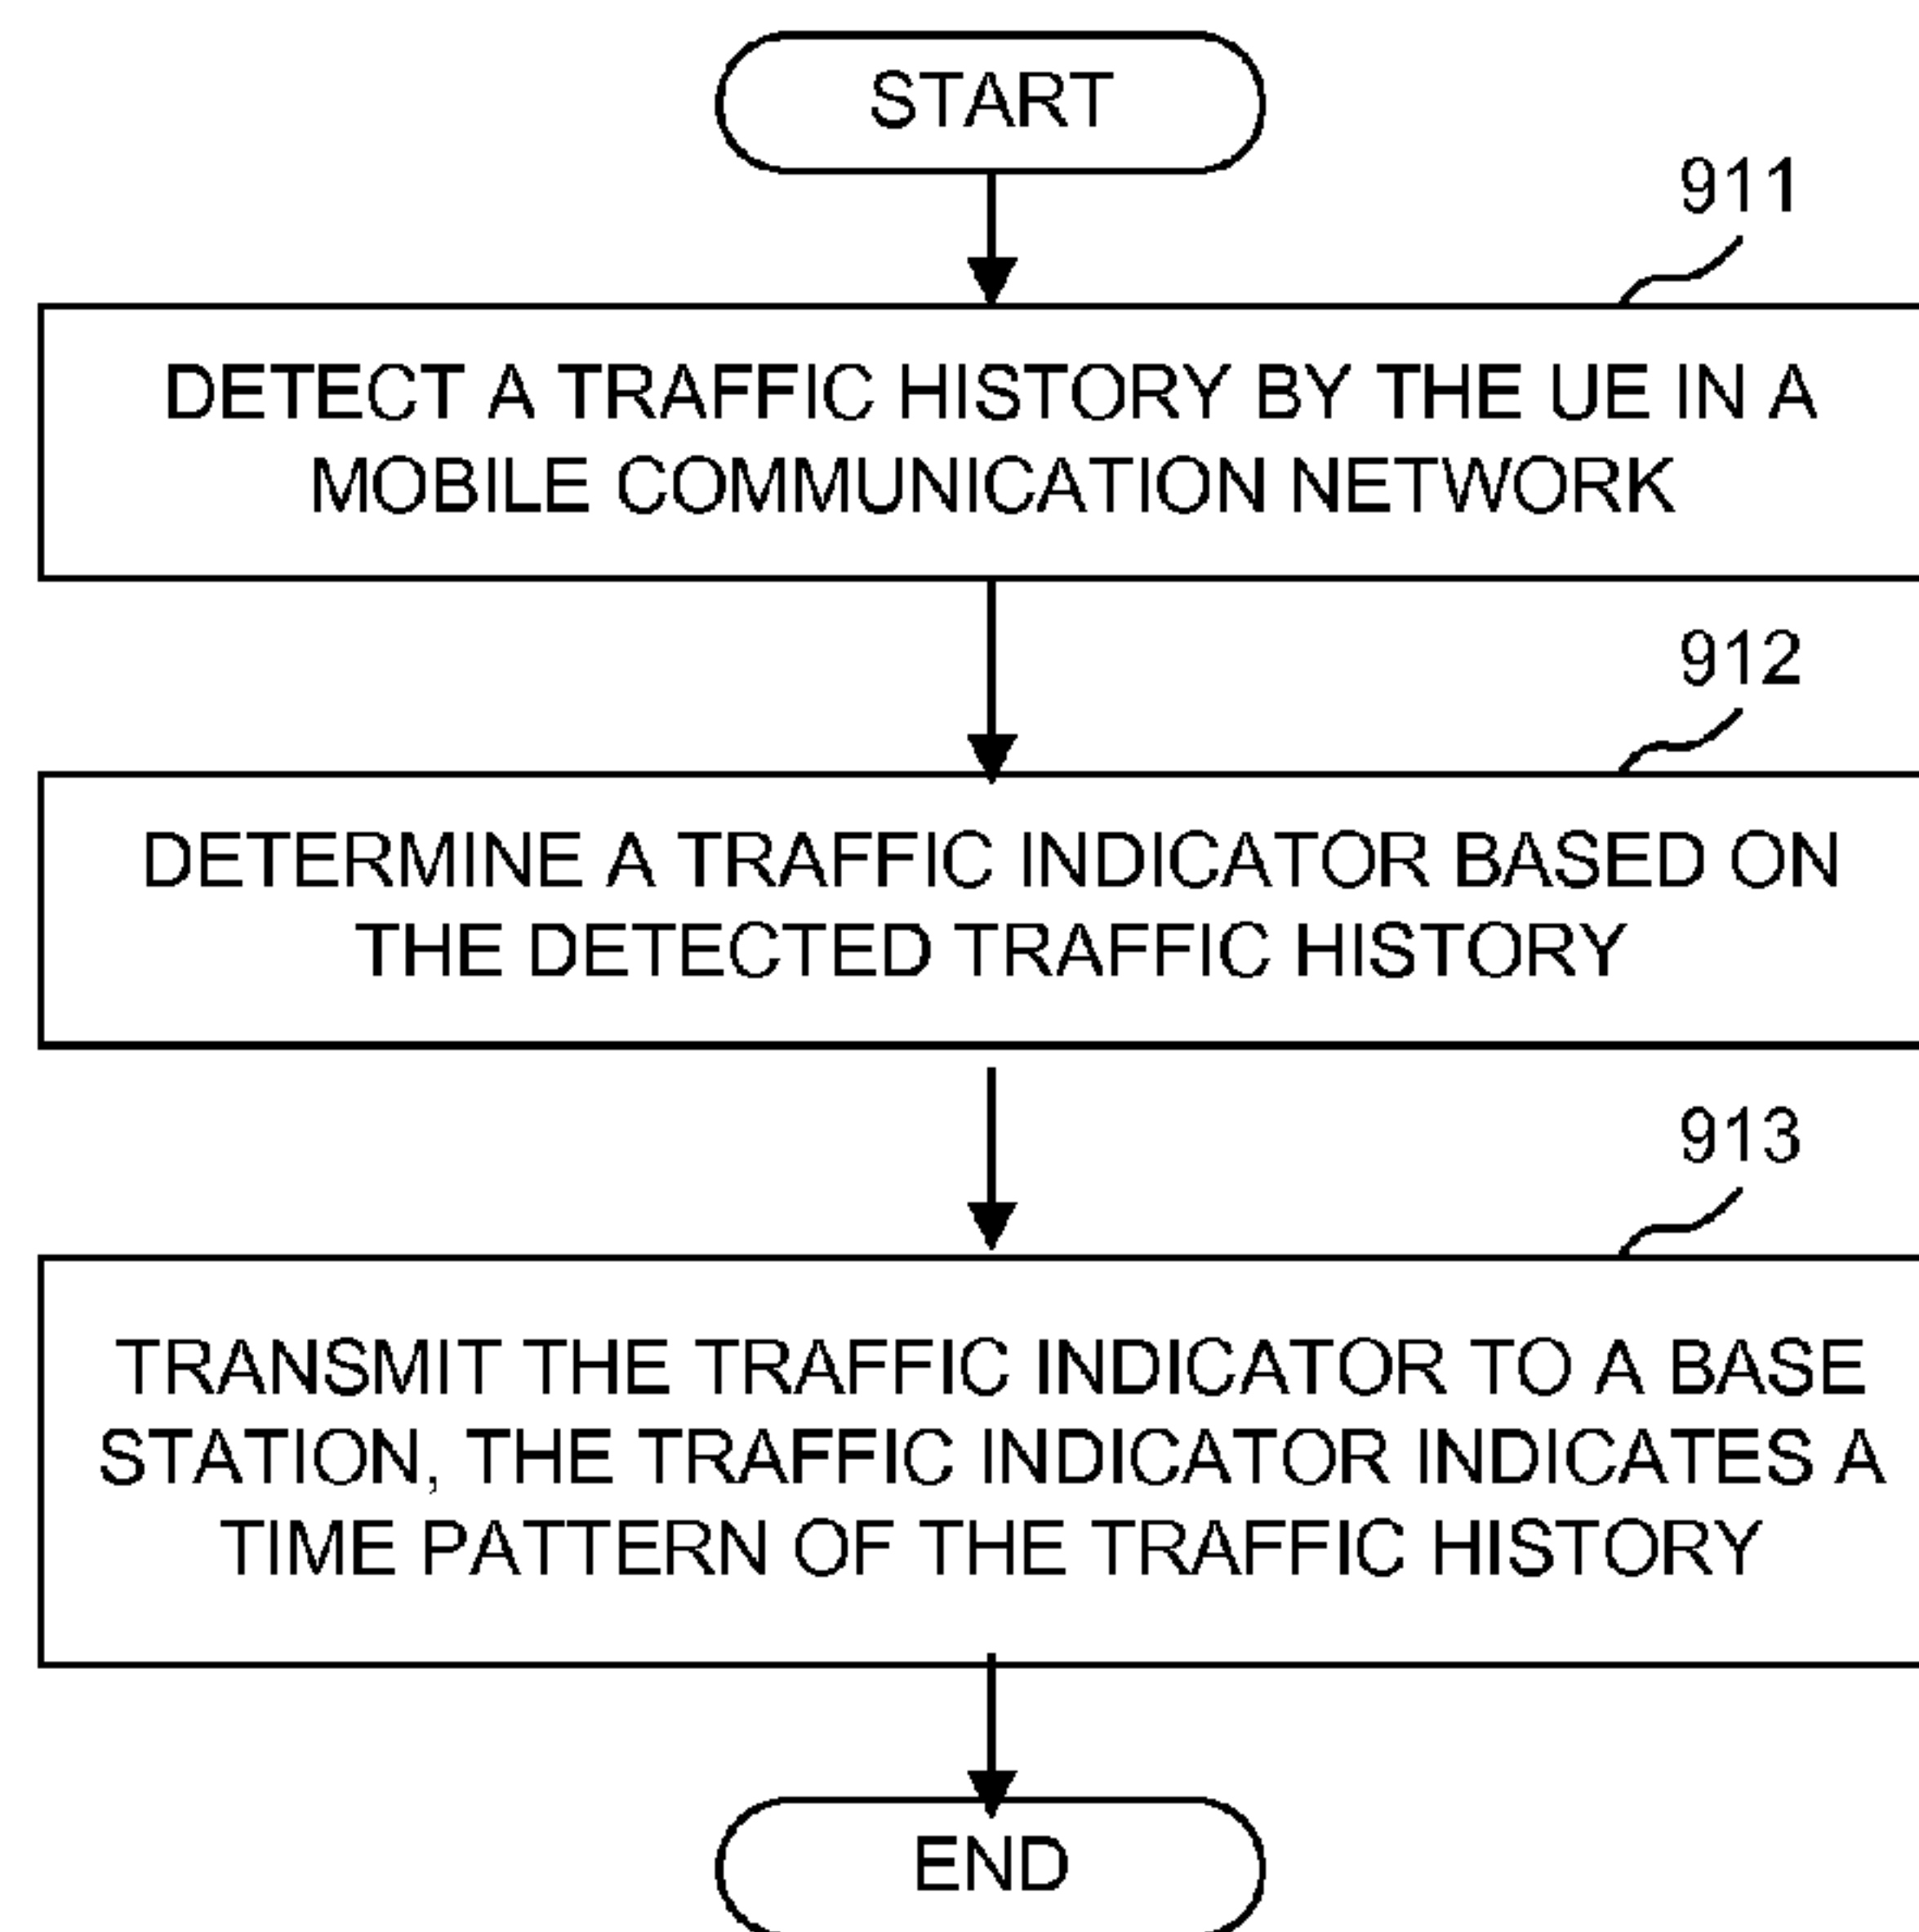 START
911
DETECT A TRAFFIC HISTORY BY THE UE IN A
MOBILE COMMUNICATION NETWORK
912
DETERMINE A TRAFFIC INDICATOR BASED ON
THE DETECTED TRAFFIC HISTORY
913
TRANSMIT THE TRAFFIC INDICATOR TO A BASE
STATION, THE TRAFFIC INDICATOR INDICATES A
TIME PATTERN OF THE TRAFFIC HISTORY
END